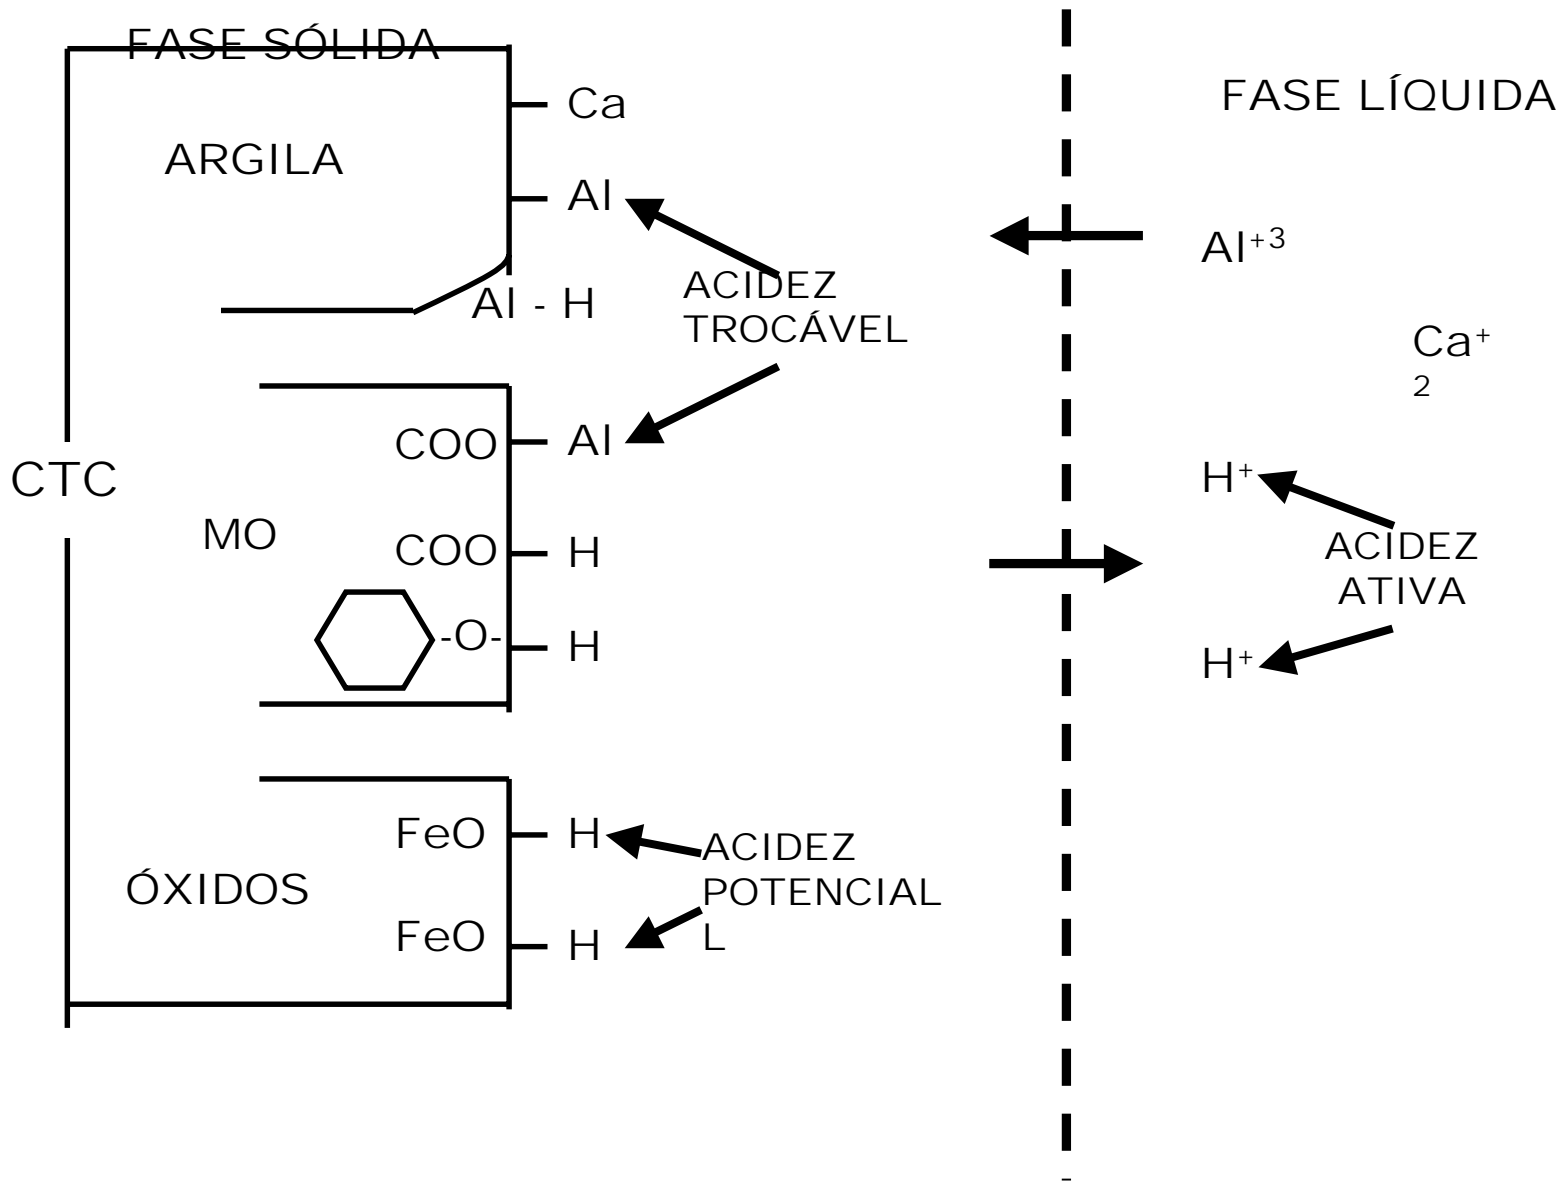 FASE SÓLIDA
Ca
ARGILA
Al
Al - H
ACIDEZ
TROCÁVEL
COO
Al
CTC
MO
COO
H
-O-
H
FeO
H
ACIDEZ
POTENCIAL
L
ÓXIDOS
FeO
H
FASE LÍQUIDA
Al+3
Ca+
2
H+
ACIDEZ
ATIVA
H+